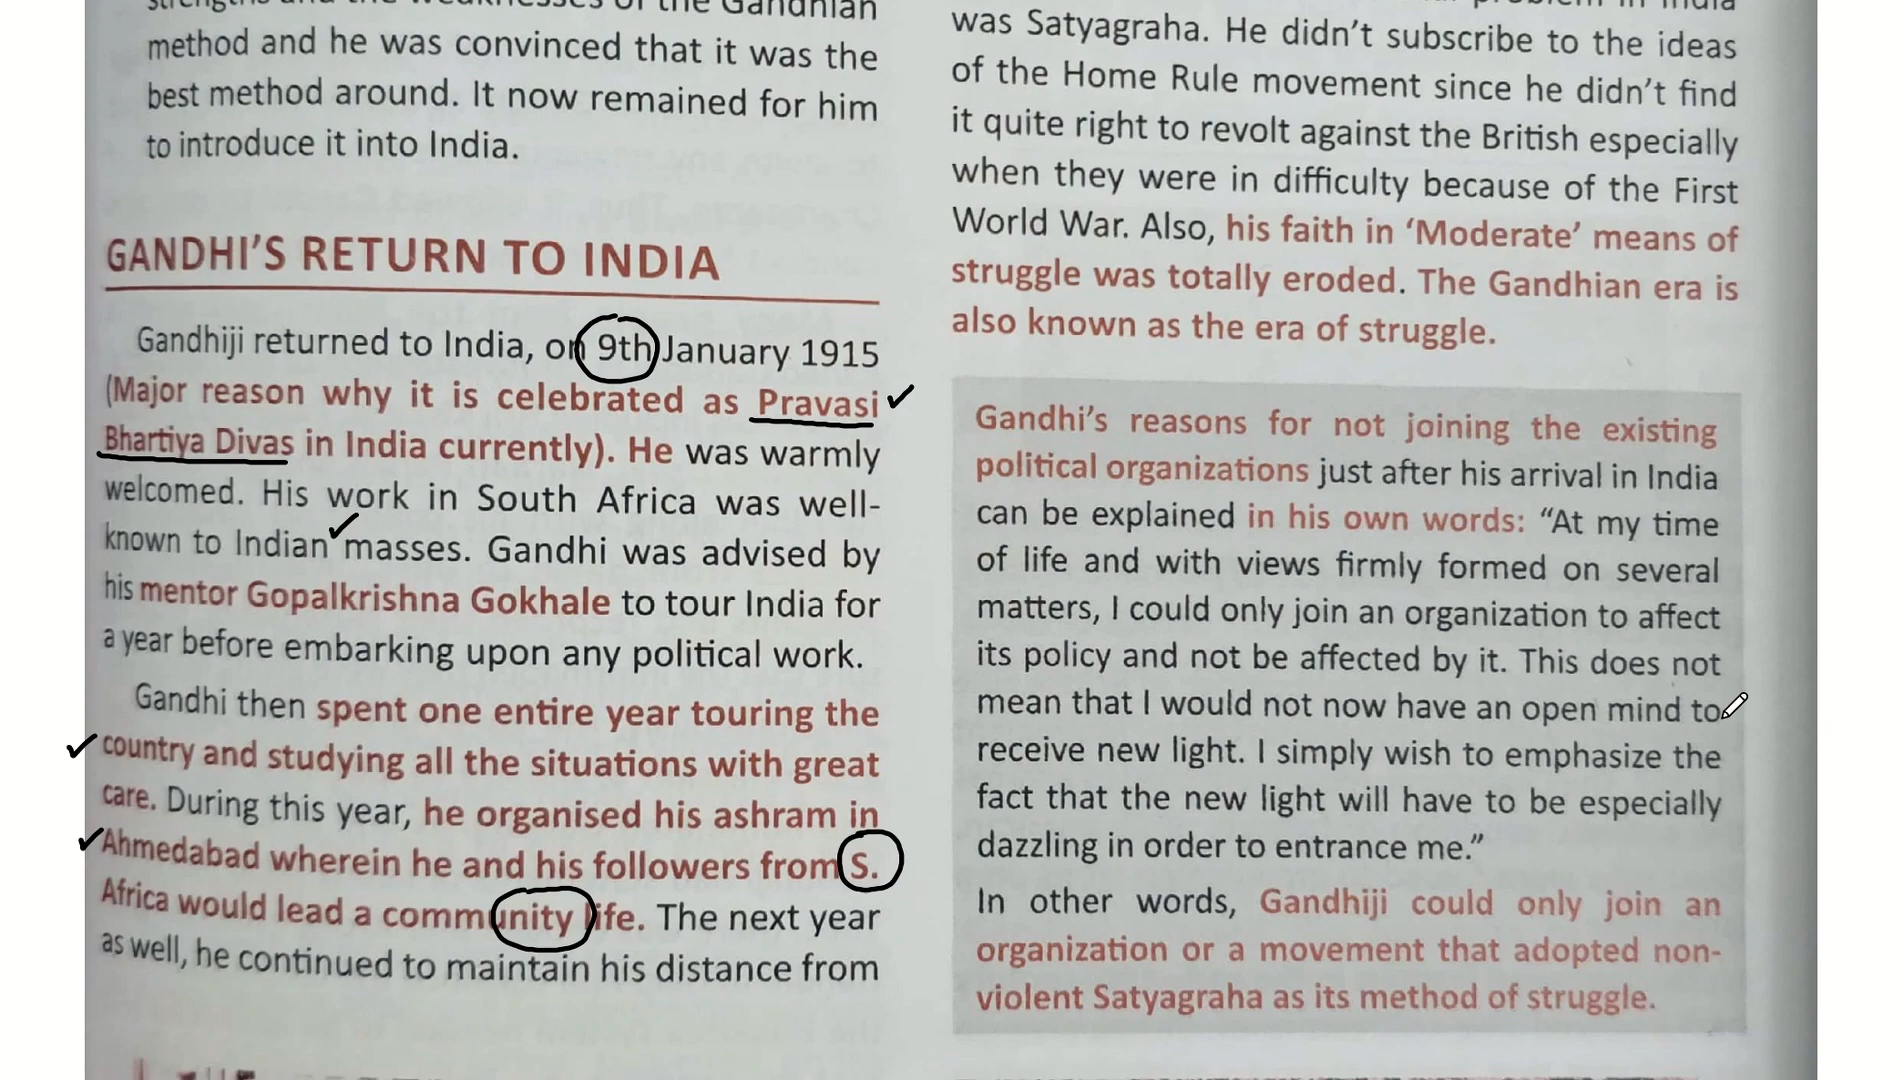 strengths and the weaknesses of the Gandhian
method and he was convinced that it was the
best method around. It now remained for him
to introduce it into India.
GANDHI'S RETURN TO INDIA
Gandhiji returned to India, on 9th January 1915
(Major reason why it is celebrated as Pravasi
Bhartiya Divas in India currently). He was warmly
welcomed. His work in South Africa was well-
known to Indian masses. Gandhi was advised by
his mentor Gopalkrishna Gokhale to tour India for
a year before embarking upon any political work.
Gandhi then spent one entire year touring the
country and studying all the situations with great
care. During this year, he organised his ashram in
Ahmedabad wherein he and his followers from S.
Africa would lead a community life. The next year
as well, he continued to maintain his distance from
problem in India
was Satyagraha. He didn't subscribe to the ideas
of the Home Rule movement since he didn't find
it quite right to revolt against the British especially
when they were in difficulty because of the First
World War. Also, his faith in 'Moderate' means of
struggle was totally eroded. The Gandhian era is
also known as the era of struggle.
Gandhi's reasons for not joining the existing
political organizations just after his arrival in India
can be explained in his own words: "At my time
of life and with views firmly formed on several
matters, I could only join an organization to affect
its policy and not be affected by it. This does not
mean that I would not now have an open mind to
receive new light. I simply wish to emphasize the
fact that the new light will have to be especially
dazzling in order to entrance me."
In other words, Gandhiji could only join an
organization or a movement that adopted non-
violent Satyagraha as its method of struggle.